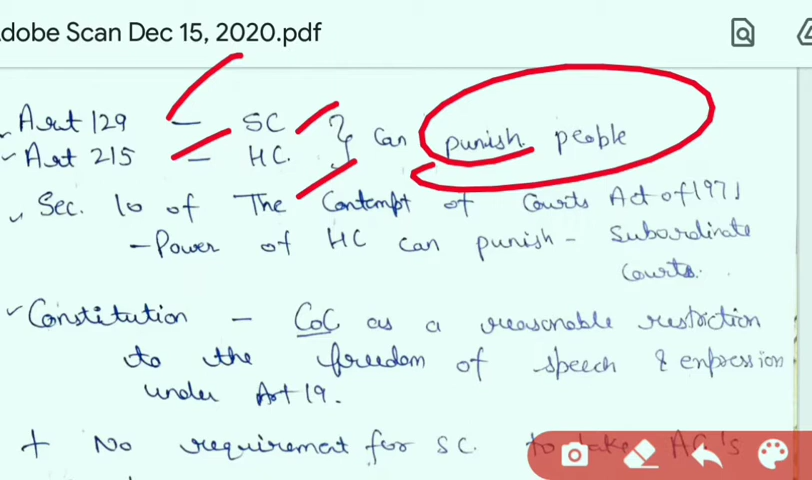 Adobe Scan Dec 15, 2020.pdf
Art 129 — SC } Can punish people
Art 215 — HC.
Sec. 10 of The Contempt of Courts Act of 1971
— Power of HC can punish - Subordinate
Courts.
Constitution — CoC as a reasonable restriction
to the freedom of speech & expression
under Art 19.
+ No requirement for SC. to take AG's